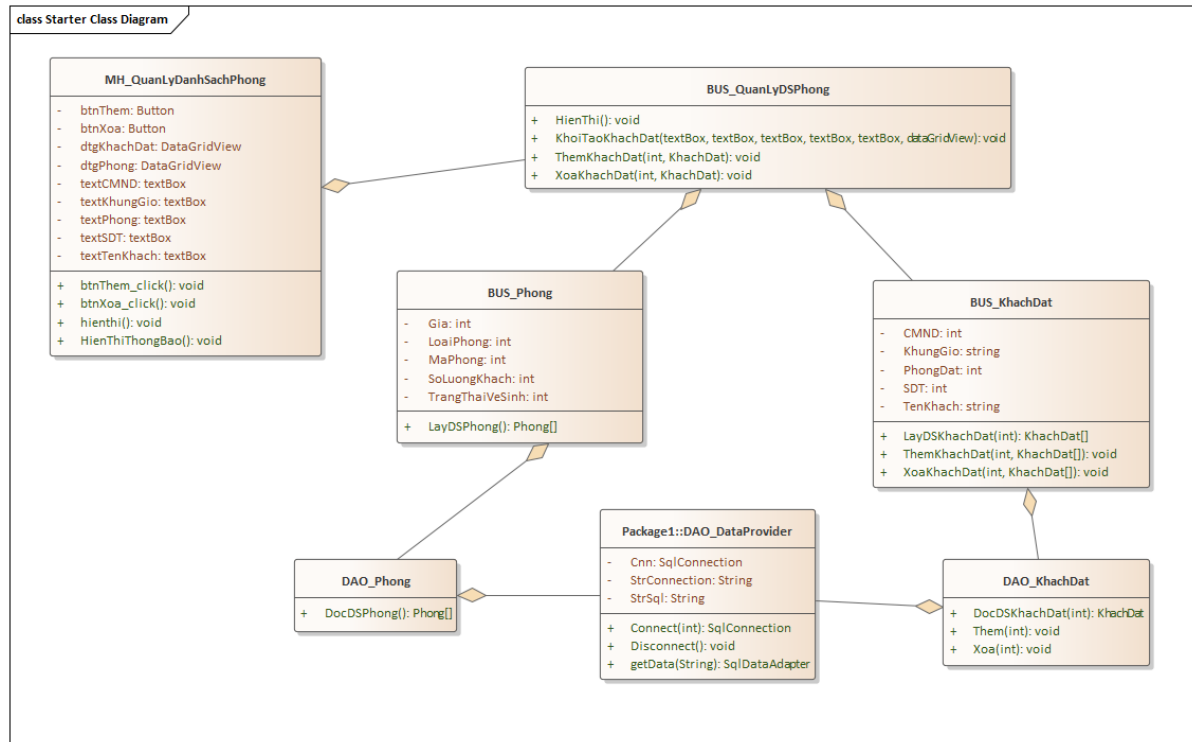 class Starter Class Diagram
MH_QuanLyDanhSachPhong
- btnThem: Button
- btnXoa: Button
- dtgKhachDat: DataGridView
- dtgPhong: DataGridView
- textCMND: textBox
- textKhungGio: textBox
- textPhong: textBox
- textSDT: textBox
- textTenKhach: textBox
+ btnThem_click(): void
+ btnXoa_click(): void
+ hienthi(): void
+ HienThiThongBao(): void
BUS_QuanLyDSPhong
+ HienThi(): void
+ KhoiTaoKhachDat(textBox, textBox, textBox, textBox, textBox, dataGridView): void
+ ThemKhachDat(int, KhachDat): void
+ XoaKhachDat(int, KhachDat): void
BUS_Phong
- Gia: int
- LoaiPhong: int
- MaPhong: int
- SoLuongKhach: int
- TrangThaiVeSinh: int
+ LayDSPhong(): Phong[]
BUS_KhachDat
- CMND: int
- KhungGio: string
- PhongDat: int
- SDT: int
- TenKhach: string
+ LayDSKhachDat(int): KhachDat[]
+ ThemKhachDat(int, KhachDat[]): void
+ XoaKhachDat(int, KhachDat[]): void
DAO_Phong
+ DocDSPhong(): Phong[]
Package1::DAO_DataProvider
- Cnn: SqlConnection
- StrConnection: String
- StrSql: String
+ Connect(int): SqlConnection
+ Disconnect(): void
+ getData(String): SqlDataAdapter
DAO_KhachDat
+ DocDSKhachDat(int): KhachDat
+ Them(int): void
+ Xoa(int): void